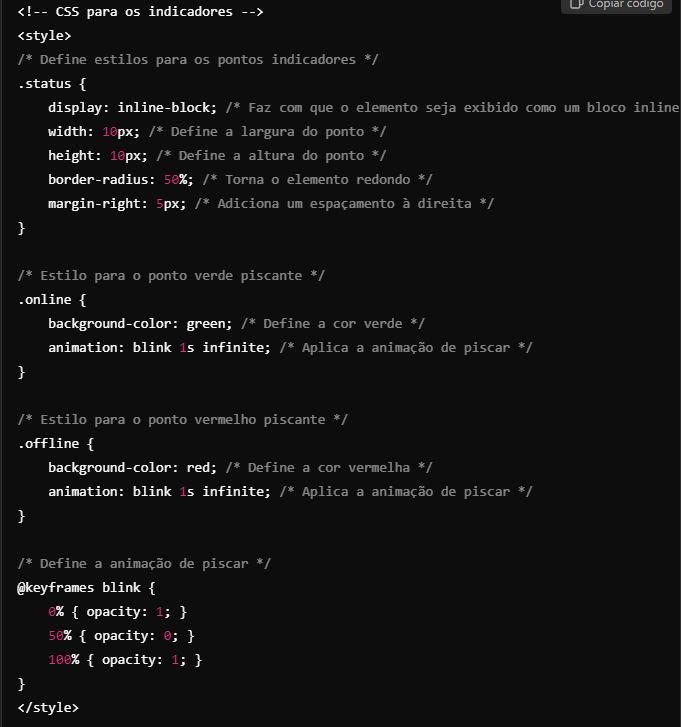 Copiar código
<!-- CSS para os indicadores -->
<style>
/* Define estilos para os pontos indicadores */
.status {
    display: inline-block; /* Faz com que o elemento seja exibido como um bloco inline
    width: 10px; /* Define a largura do ponto */
    height: 10px; /* Define a altura do ponto */
    border-radius: 50%; /* Torna o elemento redondo */
    margin-right: 5px; /* Adiciona um espaçamento à direita */
}

/* Estilo para o ponto verde piscante */
.online {
    background-color: green; /* Define a cor verde */
    animation: blink 1s infinite; /* Aplica a animação de piscar */
}

/* Estilo para o ponto vermelho piscante */
.offline {
    background-color: red; /* Define a cor vermelha */
    animation: blink 1s infinite; /* Aplica a animação de piscar */
}

/* Define a animação de piscar */
@keyframes blink {
    0% { opacity: 1; }
    50% { opacity: 0; }
    100% { opacity: 1; }
}
</style>